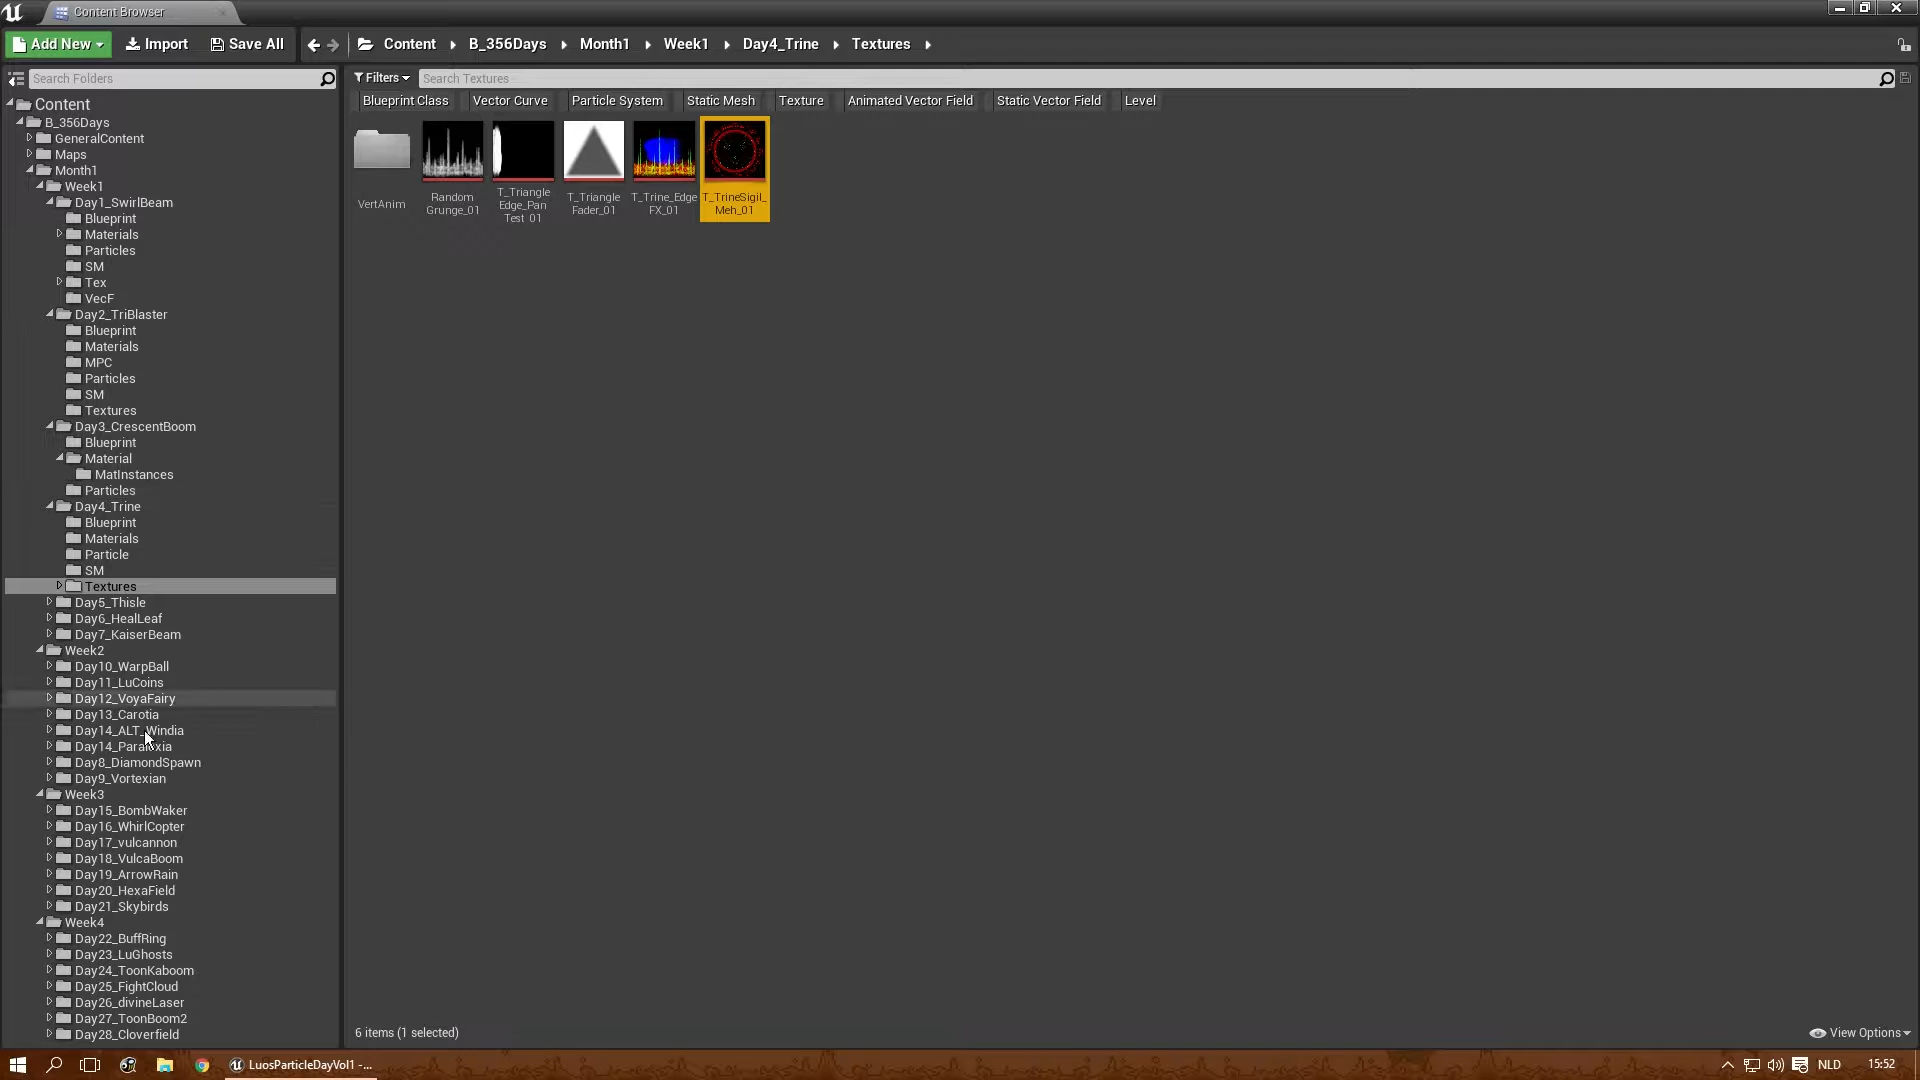 Content Browser
Add New
Import
Save All
Content
B_356Days
Month1
Week1
Day4_Trine
Textures
Search Folders
Filters
Search Textures
Blueprint Class
Vector Curve
Particle System
Static Mesh
Texture
Animated Vector Field
Static Vector Field
Level
Content
B_356Days
GeneralContent
Maps
Month1
Week1
Day1_SwirlBeam
Blueprint
Materials
Particles
SM
Tex
VecF
Day2_TriBlaster
Blueprint
Materials
MPC
Particles
SM
Textures
Day3_CrescentBoom
Blueprint
Material
MatInstances
Particles
Day4_Trine
Blueprint
Materials
Particle
SM
Textures
Day5_Thisle
Day6_HealLeaf
Day7_KaiserBeam
Week2
Day10_WarpBall
Day11_LuCoins
Day12_VoyaFairy
Day13_Carotia
Day14_ALT_Windia
Day8_DiamondSpawn
Day9_Vortexian
Week3
Day15_BombWaker
Day16_WhirlCopter
Day17_vulcannon
Day18_VulcaBoom
Day19_ArrowRain
Day20_HexaField
Day21_Skybirds
Week4
Day22_BuffRing
Day23_LuGhosts
Day24_ToonKaboom
Day25_FightCloud
Day26_divineLaser
Day27_ToonBoom2
Day28_Cloverfield
VertAnim
Random
Grunge_01
T_Triangle
Edge_Pan
Test_01
T_Triangle
Fader_01
T_Trine_Edge
FX_01
T_TrineSigil_
Meh_01
6 items (1 selected)
View Options
LuosParticleDayVol1 -...
NLD
15:52